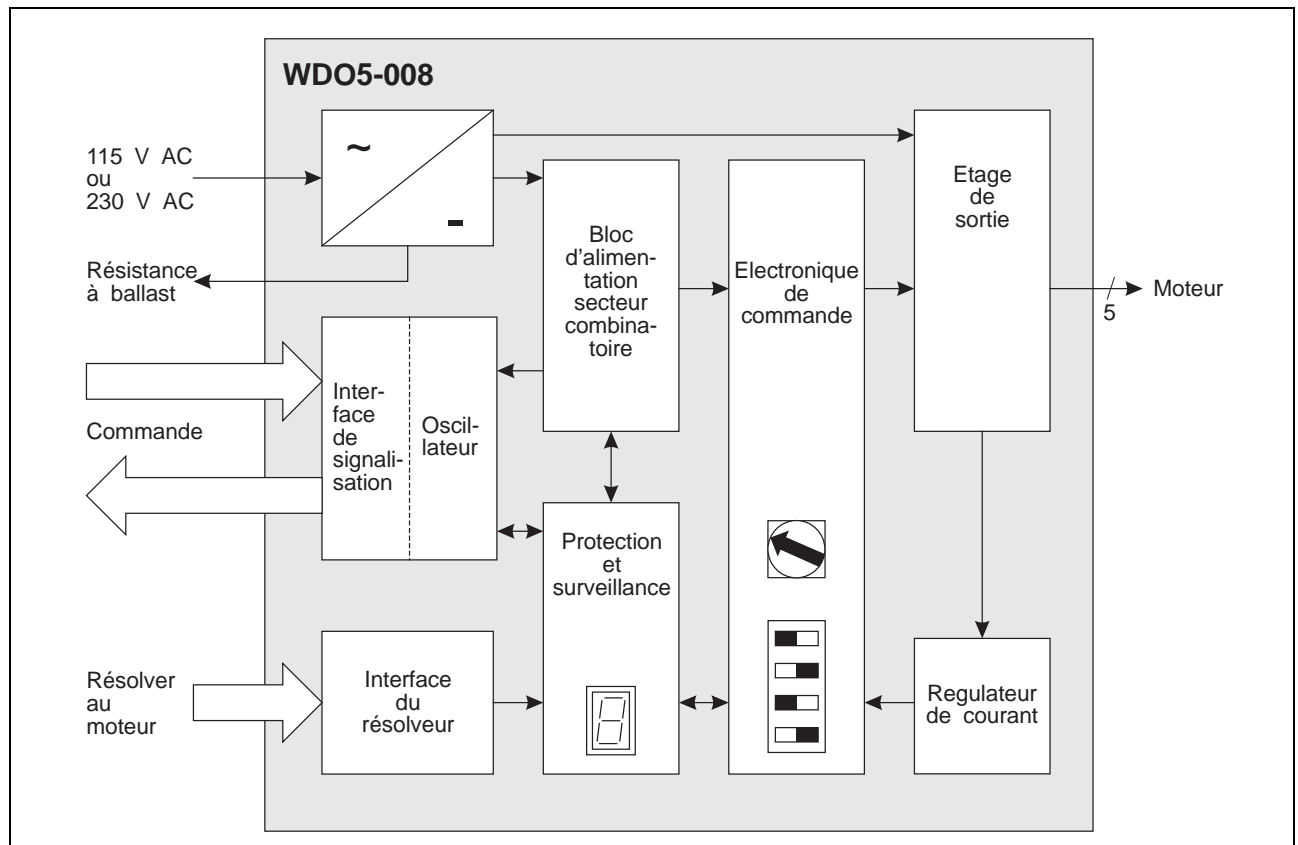 WDO5-008
115 V AC
ou
230 V AC
~
-
Résistance
à ballast
Bloc
d'alimen-
tation
secteur
combina-
toire
Electronique
de
commande
Etage
de
sortie
5
Moteur
Commande
Inter-
face
de
signali-
sation
Oscil-
lateur
Protection
et
surveillance
8
Résolver
au
moteur
Interface
du
résolveur
Regulateur
de courant